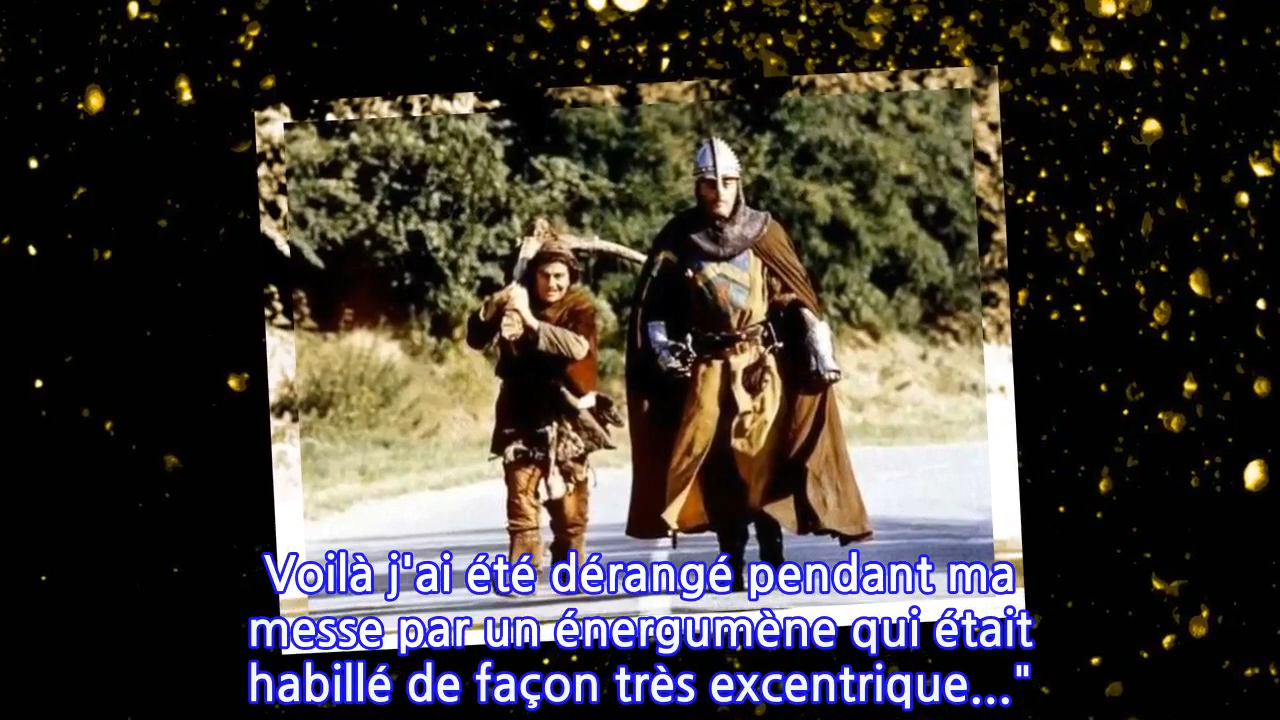 Voilà j'ai été dérangé pendant ma
messe par un énergumène qui était
habillé de façon très excentrique..."